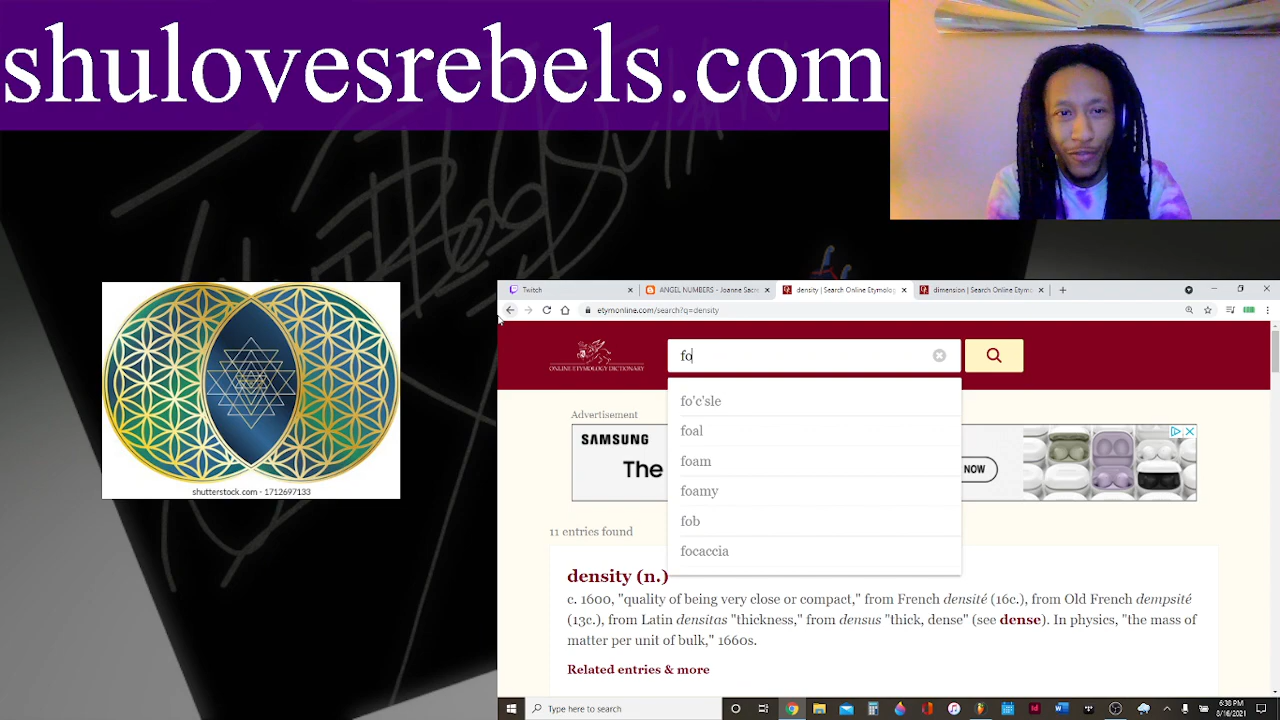 shulovesrebels.com
shutterstock.com - 1712697133
Twitch
ANGEL NUMBERS - Joanne Sacre
density | Search Online Etymolog
dimension | Search Online Etymo
etymonline.com/search?q=density
ONLINE ETYMOLOGY DICTIONARY
fo
fo'c'sle
foal
foam
foamy
fob
focaccia
Advertisement
SAMSUNG
The
NOW
11 entries found
density (n.)
c. 1600, "quality of being very close or compact," from French densité (16c.), from Old French dempsité
(13c.), from Latin densitas "thickness," from densus "thick, dense" (see dense). In physics, "the mass of
matter per unit of bulk," 1660s.
Related entries & more
Type here to search
6:38 PM
8/16/2021